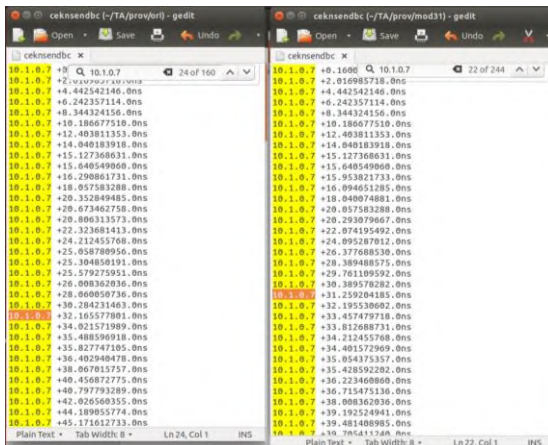 ceknsendbc (~/TA/prov/ori) - gedit
Open Save Undo
ceknsendbc ×
10.1.0.7 24 of 160
10.1.0.7 +4.442542146.0ns
10.1.0.7 +6.242357114.0ns
10.1.0.7 +8.344324156.0ns
10.1.0.7 +10.186677510.0ns
10.1.0.7 +12.403811353.0ns
10.1.0.7 +14.040183918.0ns
10.1.0.7 +15.127368631.0ns
10.1.0.7 +15.640549060.0ns
10.1.0.7 +16.290861731.0ns
10.1.0.7 +18.057583288.0ns
10.1.0.7 +20.352849485.0ns
10.1.0.7 +20.673462758.0ns
10.1.0.7 +20.806313573.0ns
10.1.0.7 +22.323681413.0ns
10.1.0.7 +24.212455768.0ns
10.1.0.7 +25.058780956.0ns
10.1.0.7 +25.304850191.0ns
10.1.0.7 +25.579275951.0ns
10.1.0.7 +26.008362036.0ns
10.1.0.7 +28.060050736.0ns
10.1.0.7 +30.284231463.0ns
10.1.0.7 +32.165577801.0ns
10.1.0.7 +34.021571989.0ns
10.1.0.7 +35.488596918.0ns
10.1.0.7 +35.827747105.0ns
10.1.0.7 +36.402940478.0ns
10.1.0.7 +38.067015757.0ns
10.1.0.7 +40.456872775.0ns
10.1.0.7 +40.797793289.0ns
10.1.0.7 +42.026560355.0ns
10.1.0.7 +44.189055774.0ns
10.1.0.7 +45.171612733.0ns
Plain Text Tab Width: 8 Ln 24, Col 1 INS
ceknsendbc (~/TA/prov/mod31) - gedit
Open Save Undo
ceknsendbc ×
10.1.0.7 +0.1600 10.1.0.7 22 of 244
10.1.0.7 +2.016985718.0ns
10.1.0.7 +4.442542146.0ns
10.1.0.7 +6.242357114.0ns
10.1.0.7 +8.344324156.0ns
10.1.0.7 +10.186677510.0ns
10.1.0.7 +12.403811353.0ns
10.1.0.7 +14.040183918.0ns
10.1.0.7 +15.127368631.0ns
10.1.0.7 +15.640549060.0ns
10.1.0.7 +15.953821733.0ns
10.1.0.7 +16.094651285.0ns
10.1.0.7 +18.040074881.0ns
10.1.0.7 +20.057583288.0ns
10.1.0.7 +20.293079667.0ns
10.1.0.7 +22.074195492.0ns
10.1.0.7 +24.095287012.0ns
10.1.0.7 +26.377688530.0ns
10.1.0.7 +28.389488575.0ns
10.1.0.7 +29.761109592.0ns
10.1.0.7 +30.389578282.0ns
10.1.0.7 +31.259204185.0ns
10.1.0.7 +32.195530602.0ns
10.1.0.7 +33.457479718.0ns
10.1.0.7 +33.812688731.0ns
10.1.0.7 +34.212455768.0ns
10.1.0.7 +34.401572969.0ns
10.1.0.7 +35.054375357.0ns
10.1.0.7 +35.428592202.0ns
10.1.0.7 +36.223460860.0ns
10.1.0.7 +36.715475136.0ns
10.1.0.7 +38.008362036.0ns
10.1.0.7 +39.192524941.0ns
10.1.0.7 +39.481408985.0ns
10.1.0.7 +39.705411240.0ns
Plain Text Tab Width: 8 Ln 22, Col 1 INS